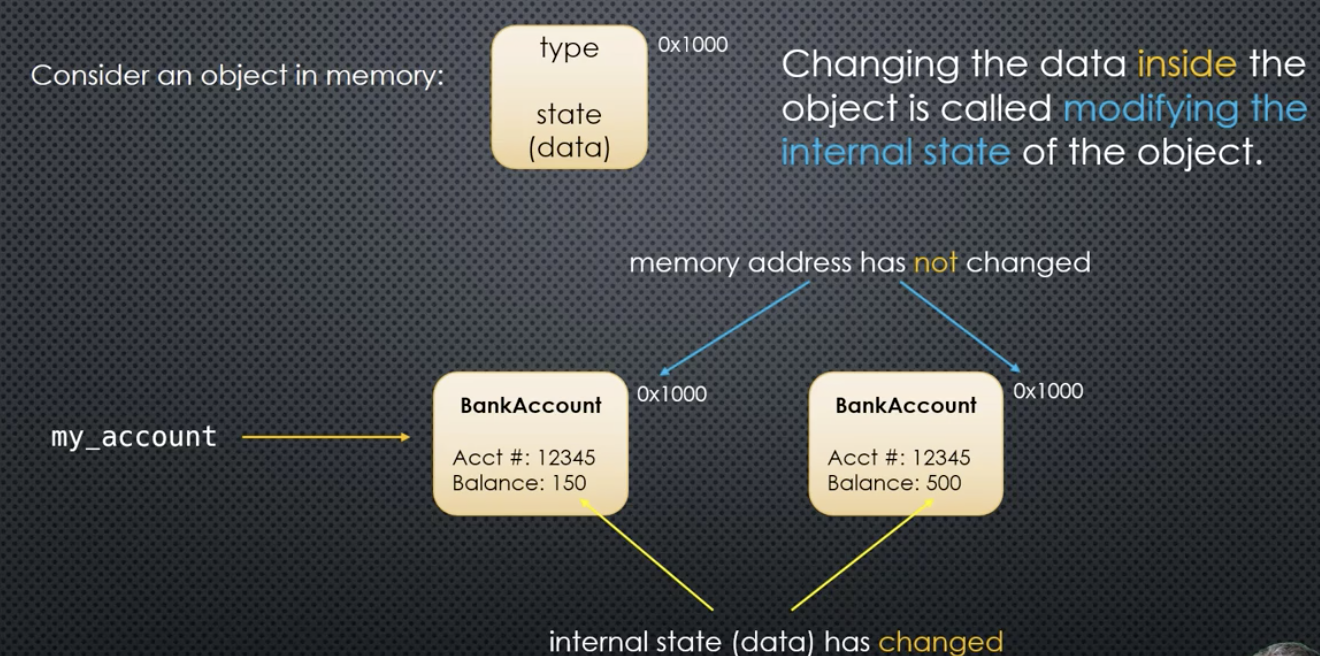 Consider an object in memory:
type
state
(data)
0x1000
Changing the data inside the
object is called modifying the
internal state of the object.
memory address has not changed
my_account
BankAccount
Acct #: 12345
Balance: 150
0x1000
BankAccount
Acct #: 12345
Balance: 500
0x1000
internal state (data) has changed